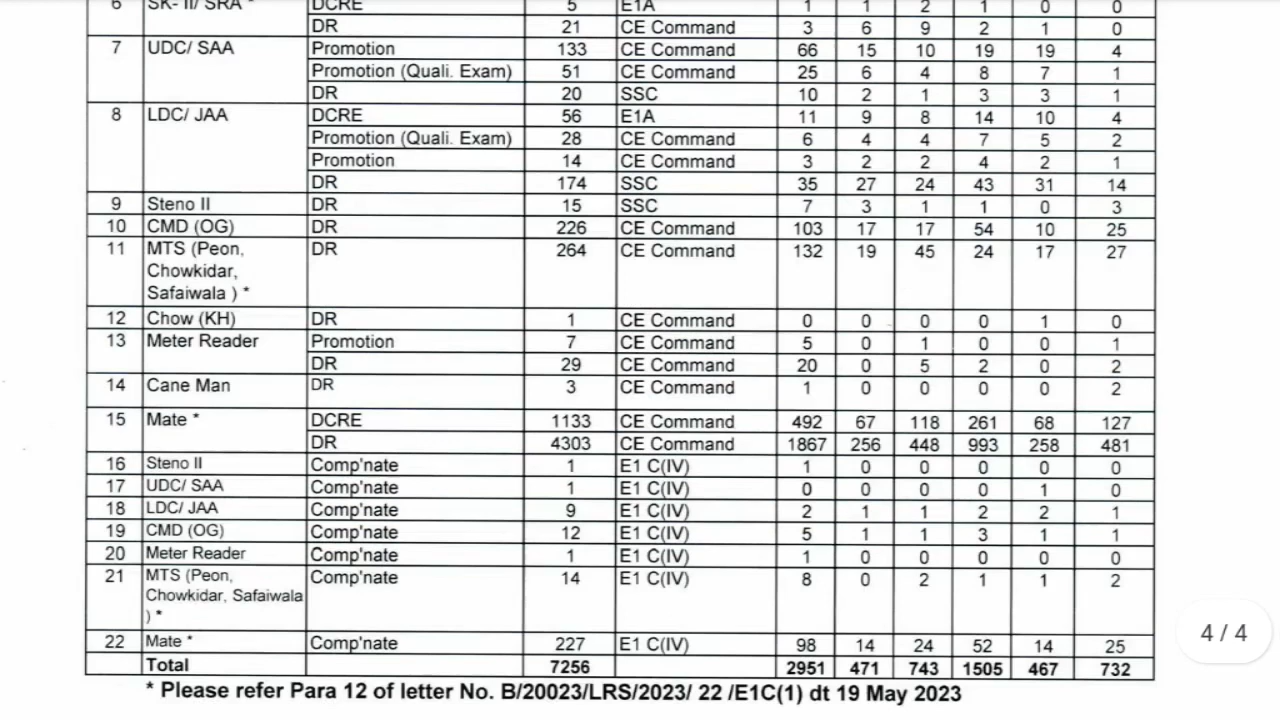 6 SK- II/ SRA * DCRE 5 E1A 1 1 2 1 0 0
DR 21 CE Command 3 6 9 2 1 0
7 UDC/ SAA Promotion 133 CE Command 66 15 10 19 19 4
Promotion (Quali. Exam) 51 CE Command 25 6 4 8 7 1
DR 20 SSC 10 2 1 3 3 1
8 LDC/ JAA DCRE 56 E1A 11 9 8 14 10 4
Promotion (Quali. Exam) 28 CE Command 6 4 4 7 5 2
Promotion 14 CE Command 3 2 2 4 2 1
DR 174 SSC 35 27 24 43 31 14
9 Steno II DR 15 SSC 7 3 1 1 0 3
10 CMD (OG) DR 226 CE Command 103 17 17 54 10 25
11 MTS (Peon, DR 264 CE Command 132 19 45 24 17 27
Chowkidar,
Safaiwala ) *
12 Chow (KH) DR 1 CE Command 0 0 0 0 1 0
13 Meter Reader Promotion 7 CE Command 5 0 1 0 0 1
DR 29 CE Command 20 0 5 2 0 2
14 Cane Man DR 3 CE Command 1 0 0 0 0 2
15 Mate * DCRE 1133 CE Command 492 67 118 261 68 127
DR 4303 CE Command 1867 256 448 993 258 481
16 Steno II Comp'nate 1 E1 C(IV) 1 0 0 0 0 0
17 UDC/ SAA Comp'nate 1 E1 C(IV) 0 0 0 0 1 0
18 LDC/ JAA Comp'nate 9 E1 C(IV) 2 1 1 2 2 1
19 CMD (OG) Comp'nate 12 E1 C(IV) 5 1 1 3 1 1
20 Meter Reader Comp'nate 1 E1 C(IV) 1 0 0 0 0 0
21 MTS (Peon, Comp'nate 14 E1 C(IV) 8 0 2 1 1 2
Chowkidar, Safaiwala
) *
22 Mate * Comp'nate 227 E1 C(IV) 98 14 24 52 14 25
Total 7256 2951 471 743 1505 467 732
* Please refer Para 12 of letter No. B/20023/LRS/2023/ 22 /E1C(1) dt 19 May 2023
4 / 4